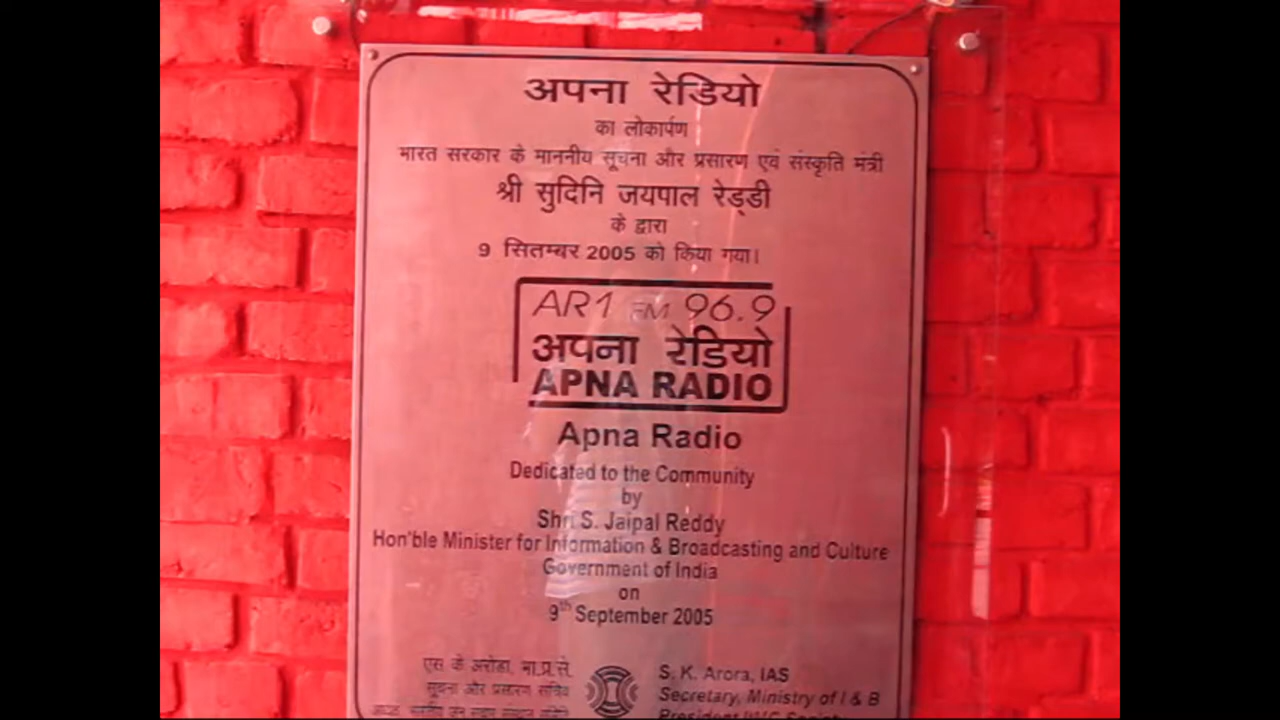 अपना रेडियो
का लोकार्पण
भारत सरकार के माननीय सूचना और प्रसारण एवं संस्कृति मंत्री
श्री सुदिनि जयपाल रेड्डी
के द्वारा
9 सितम्बर 2005 को किया गया।
AR1 FM 96.9
अपना रेडियो
APNA RADIO
Apna Radio
Dedicated to the Community
by
Shri S. Jaipal Reddy
Hon'ble Minister for Information & Broadcasting and Culture
Government of India
on
9th September 2005
एस के अरोडा, भा.प्र.से.
सूचना और प्रसारण सचिव
S. K. Arora, IAS
Secretary, Ministry of I & B
President IIMC Society